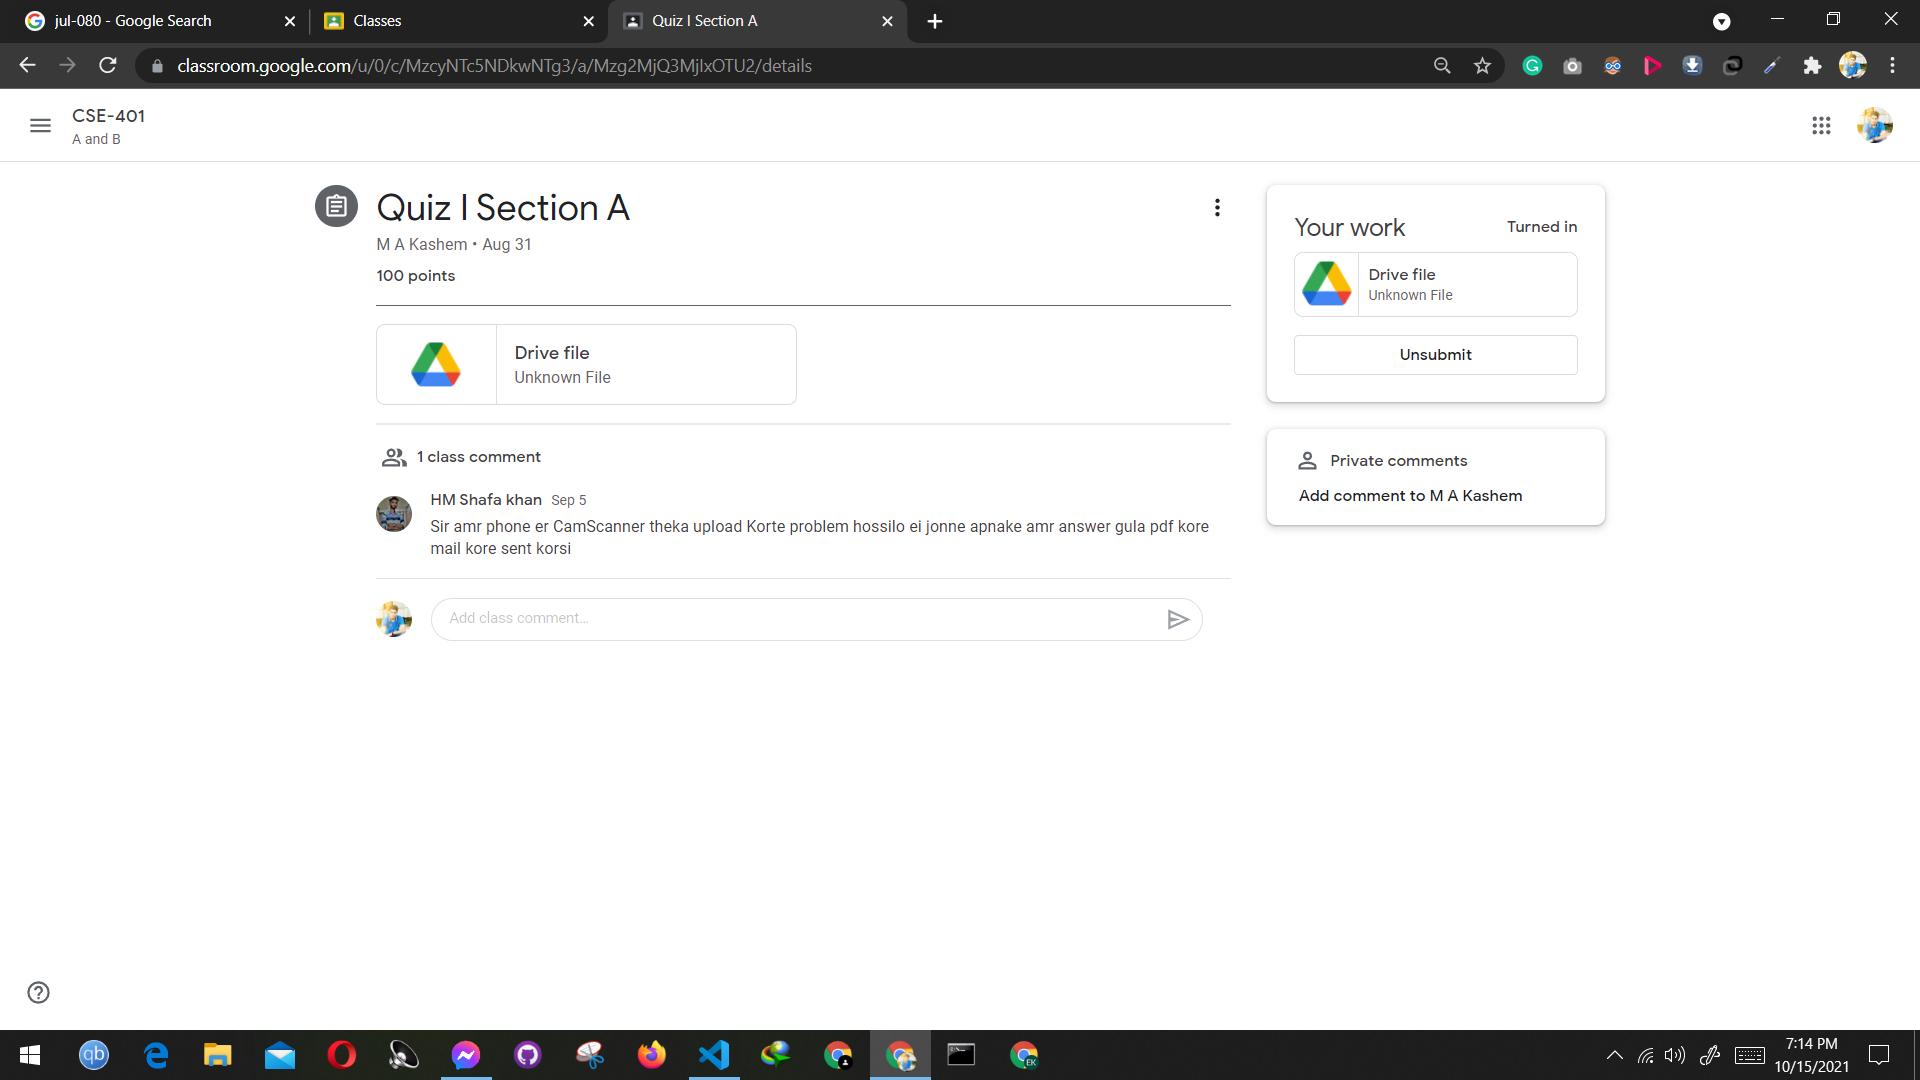 jul-080 - Google Search
Classes
Quiz I Section A
classroom.google.com/u/0/c/MzcyNTc5NDkwNTg3/a/Mzg2MjQ3MjIxOTU2/details
CSE-401
A and B
Quiz I Section A
M A Kashem • Aug 31
100 points
Drive file
Unknown File
1 class comment
HM Shafa khan Sep 5
Sir amr phone er CamScanner theka upload Korte problem hossilo ei jonne apnake amr answer gula pdf kore
mail kore sent korsi
Add class comment...
Your work Turned in
Drive file
Unknown File
Unsubmit
Private comments
Add comment to M A Kashem
qb
EK
7:14 PM
10/15/2021